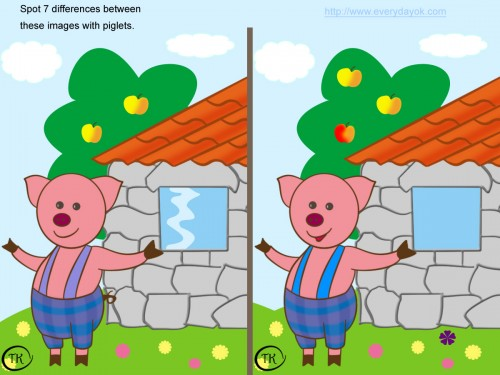 Spot 7 differences between
these images with piglets.
http://www.everydayok.com
TK
TK